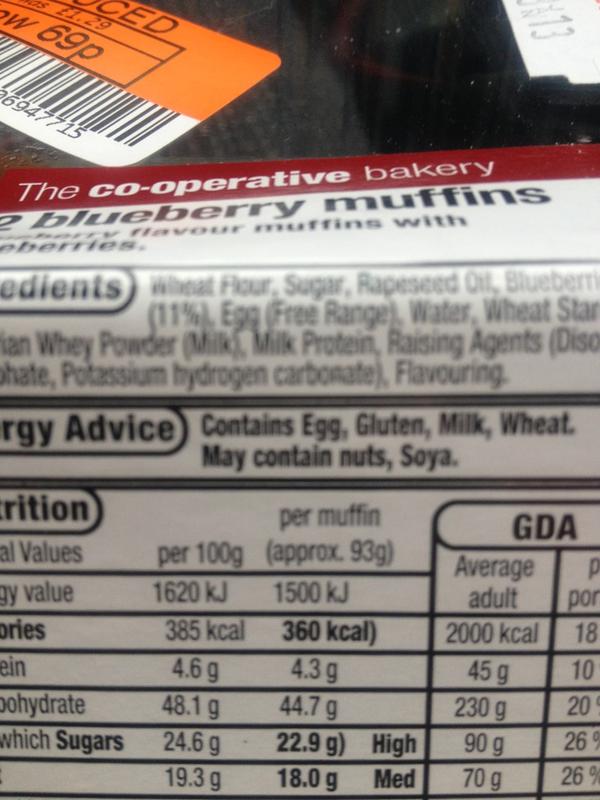 UCED
was £1.29
ow 69p
06947715
The co-operative bakery
2 blueberry muffins
flavour muffins with
eberries.
edients Wheat Flour, Sugar, Rapeseed Oil, Blueberri
(11%), Egg (Free Range), Water, Wheat Star
ian Whey Powder (Milk), Milk Protein, Raising Agents (Diso
phate, Potassium hydrogen carbonate), Flavouring.
rgy Advice Contains Egg, Gluten, Milk, Wheat.
May contain nuts, Soya.
trition per muffin GDA
al Values per 100g (approx. 93g) Average p
gy value 1620 kJ 1500 kJ adult por
ories 385 kcal 360 kcal) 2000 kcal 18
ein 4.6 g 4.3 g 45 g 10
bohydrate 48.1 g 44.7 g 230 g 20%
which Sugars 24.6 g 22.9 g) High 90 g 26%
19.3 g 18.0 g Med 70 g 26%